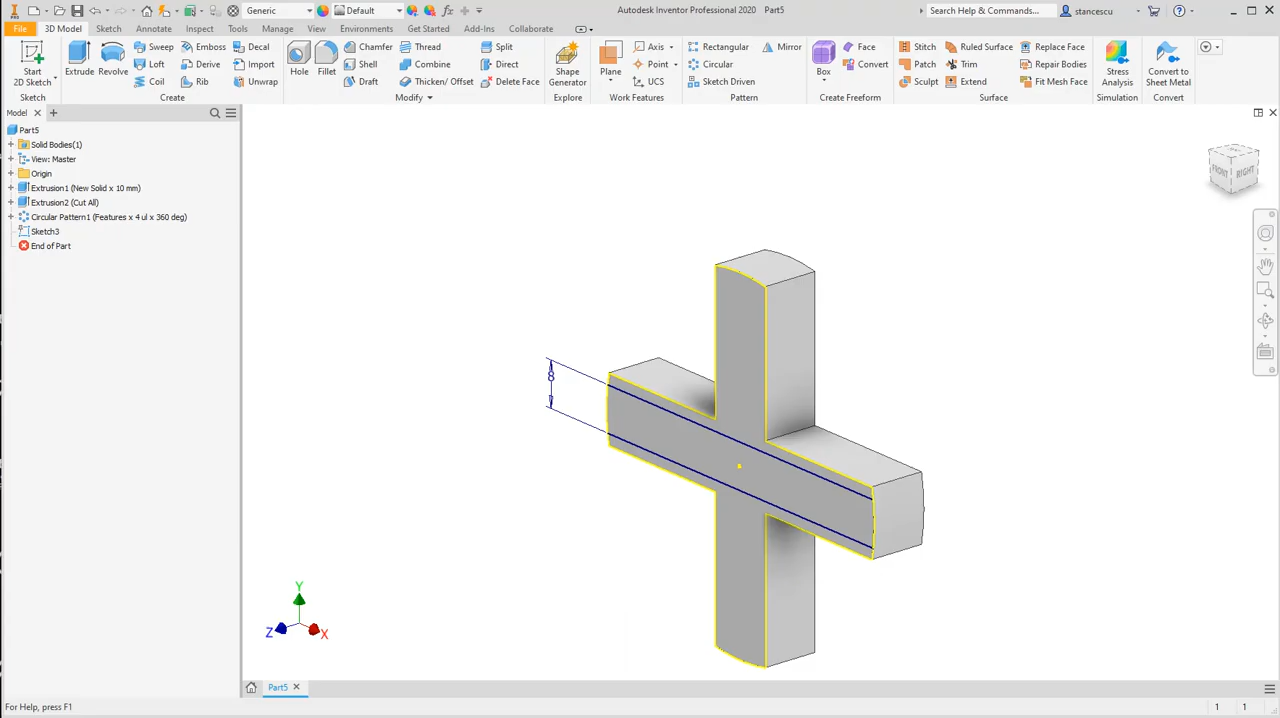 PRO
Generic
Default
Autodesk Inventor Professional 2020 Part5
Search Help & Commands...
stancescu
File 3D Model Sketch Annotate Inspect Tools Manage View Environments Get Started Add-Ins Collaborate
Start
2D Sketch
Sketch
Extrude
Revolve
Sweep
Loft
Coil
Emboss
Derive
Rib
Decal
Import
Unwrap
Create
Hole
Fillet
Chamfer
Shell
Draft
Thread
Combine
Thicken/ Offset
Split
Direct
Delete Face
Modify
Shape
Generator
Explore
Plane
Axis
Point
UCS
Work Features
Rectangular
Circular
Sketch Driven
Mirror
Pattern
Box
Face
Convert
Create Freeform
Stitch
Patch
Sculpt
Ruled Surface
Trim
Extend
Replace Face
Repair Bodies
Fit Mesh Face
Surface
Stress
Analysis
Simulation
Convert to
Sheet Metal
Convert
Model
Part5
Solid Bodies(1)
View: Master
Origin
Extrusion1 (New Solid x 10 mm)
Extrusion2 (Cut All)
Circular Pattern1 (Features x 4 ul x 360 deg)
Sketch3
End of Part
FRONT
RIGHT
8
Y
Z
X
Part5
For Help, press F1
1 1